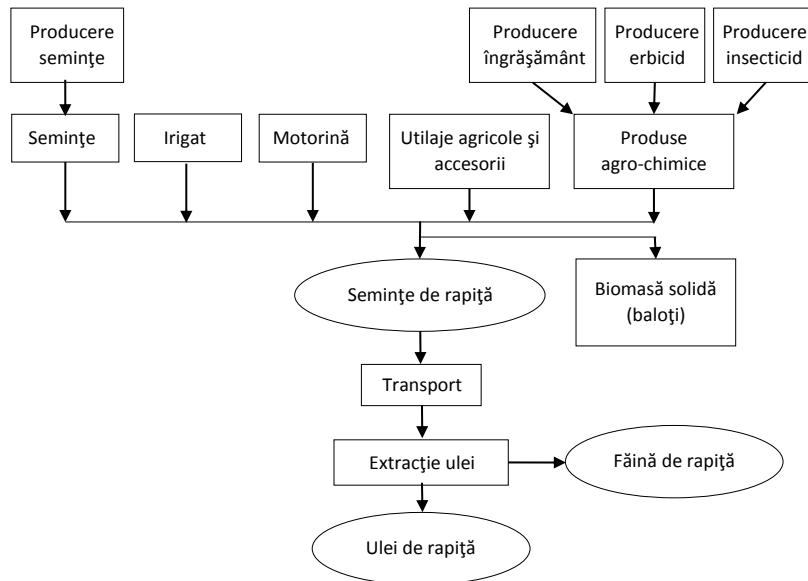 Producere
seminţe
Producere
îngrăşământ
Producere
erbicid
Producere
insecticid
Seminţe
Irigat
Motorină
Utilaje agricole şi
accesorii
Produse
agro-chimice
Seminţe de rapiţă
Biomasă solidă
(baloţi)
Transport
Extracţie ulei
Făină de rapiţă
Ulei de rapiţă